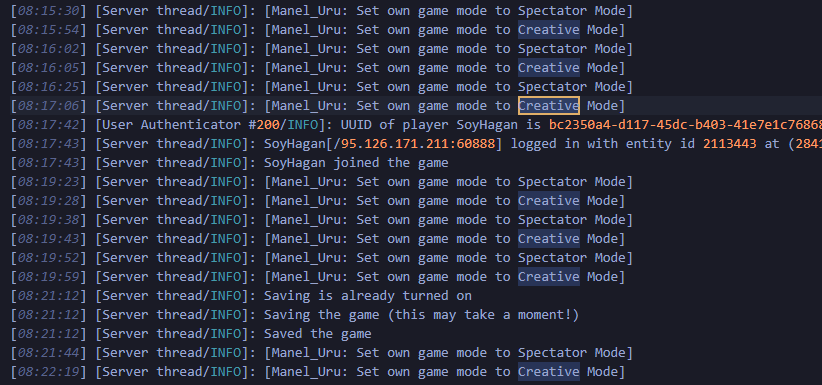 [08:15:30] [Server thread/INFO]: [Manel_Uru: Set own game mode to Spectator Mode]
[08:15:54] [Server thread/INFO]: [Manel_Uru: Set own game mode to Creative Mode]
[08:16:02] [Server thread/INFO]: [Manel_Uru: Set own game mode to Spectator Mode]
[08:16:05] [Server thread/INFO]: [Manel_Uru: Set own game mode to Creative Mode]
[08:16:25] [Server thread/INFO]: [Manel_Uru: Set own game mode to Spectator Mode]
[08:17:06] [Server thread/INFO]: [Manel_Uru: Set own game mode to Creative Mode]
[08:17:42] [User Authenticator #200/INFO]: UUID of player SoyHagan is bc2350a4-d117-45dc-b403-41e7e1c76868
[08:17:43] [Server thread/INFO]: SoyHagan[/95.126.171.211:60888] logged in with entity id 2113443 at (2841
[08:17:43] [Server thread/INFO]: SoyHagan joined the game
[08:19:23] [Server thread/INFO]: [Manel_Uru: Set own game mode to Spectator Mode]
[08:19:28] [Server thread/INFO]: [Manel_Uru: Set own game mode to Creative Mode]
[08:19:38] [Server thread/INFO]: [Manel_Uru: Set own game mode to Spectator Mode]
[08:19:43] [Server thread/INFO]: [Manel_Uru: Set own game mode to Creative Mode]
[08:19:52] [Server thread/INFO]: [Manel_Uru: Set own game mode to Spectator Mode]
[08:19:59] [Server thread/INFO]: [Manel_Uru: Set own game mode to Creative Mode]
[08:21:12] [Server thread/INFO]: Saving is already turned on
[08:21:12] [Server thread/INFO]: Saving the game (this may take a moment!)
[08:21:12] [Server thread/INFO]: Saved the game
[08:21:44] [Server thread/INFO]: [Manel_Uru: Set own game mode to Spectator Mode]
[08:22:19] [Server thread/INFO]: [Manel_Uru: Set own game mode to Creative Mode]